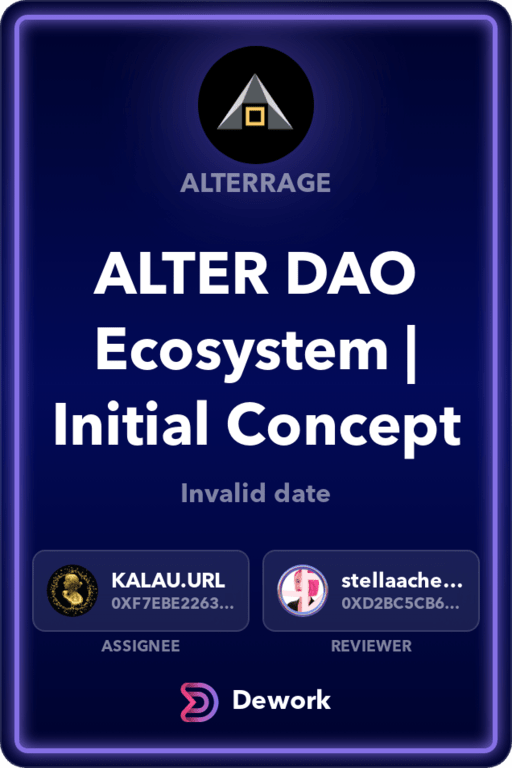 ALTERRAGE
ALTER DAO
Ecosystem |
Initial Concept
Invalid date
KALAU.URL
0XF7EBE2263...
stellaache...
0XD2BC5CB6...
ASSIGNEE
REVIEWER
Dework